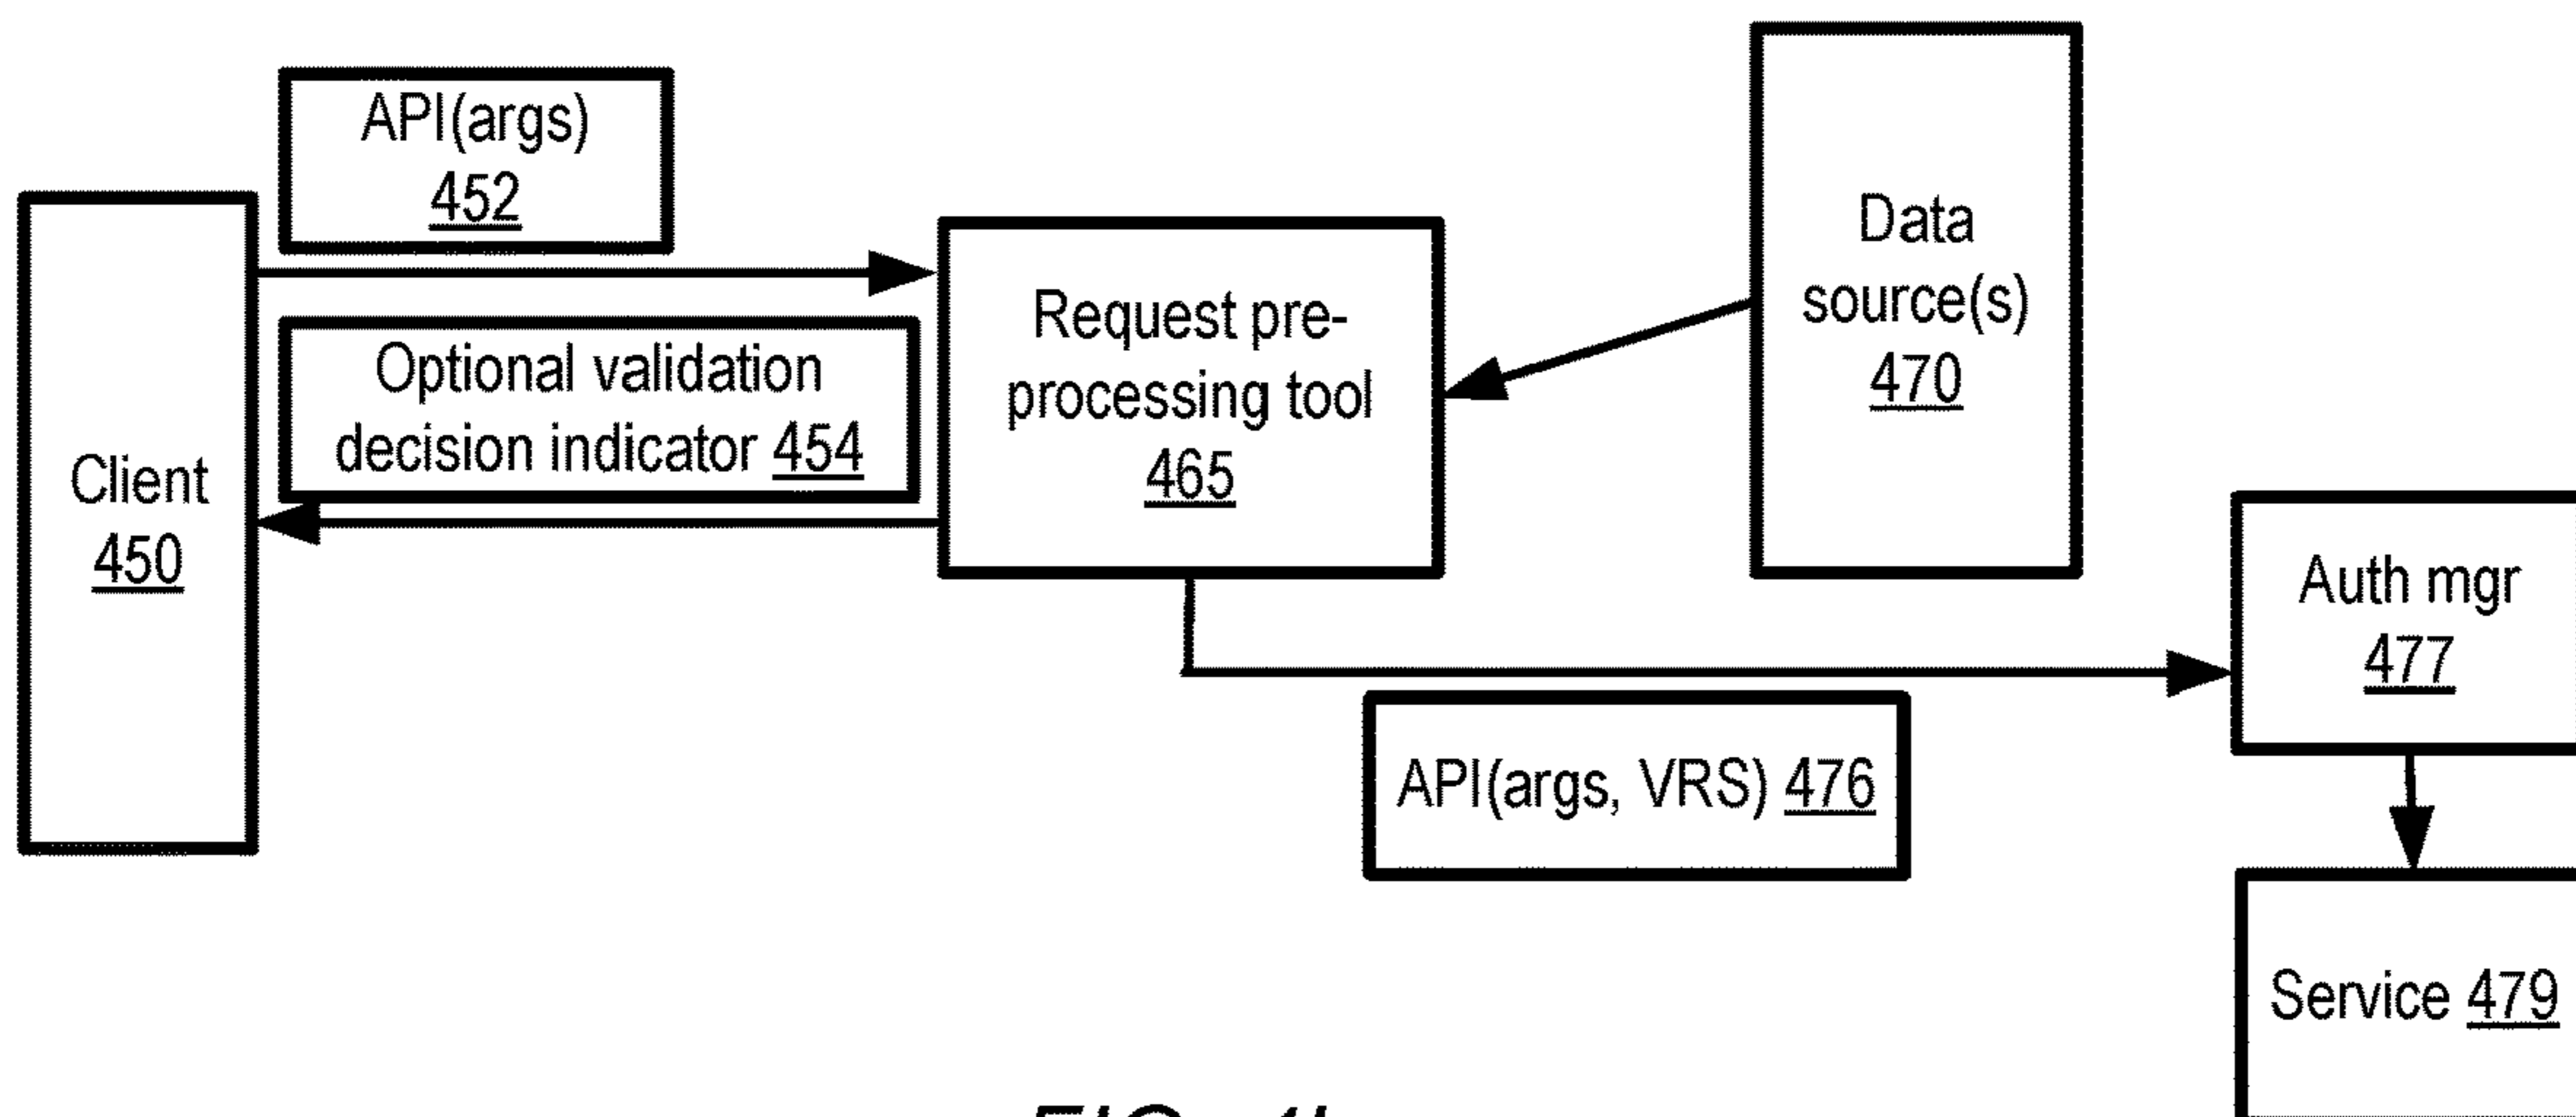 API(args)
452
Optional validation
decision indicator 454
Client
450
Request pre-
processing tool
465
Data
source(s)
470
Auth mgr
477
API(args, VRS) 476
Service 479